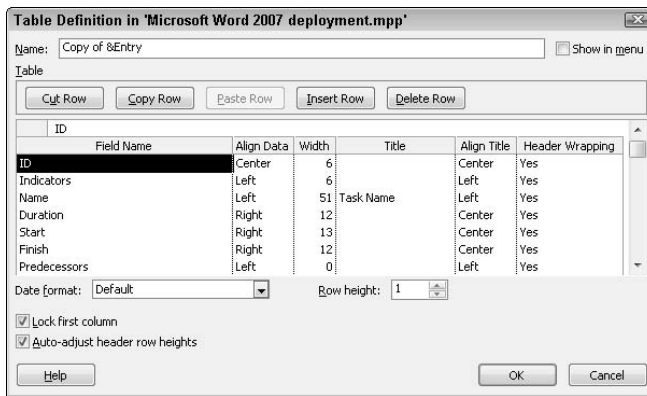 Table Definition in 'Microsoft Word 2007 deployment.mpp'
Name: Copy of &Entry Show in menu
Table
Cut Row Copy Row Paste Row Insert Row Delete Row
ID
Field Name Align Data Width Title Align Title Header Wrapping
ID Center 6 Center Yes
Indicators Left 6 Left Yes
Name Left 51 Task Name Left Yes
Duration Right 12 Center Yes
Start Right 13 Center Yes
Finish Right 12 Center Yes
Predecessors Left 0 Left Yes
Date format: Default Row height: 1
Lock first column
Auto-adjust header row heights
Help OK Cancel